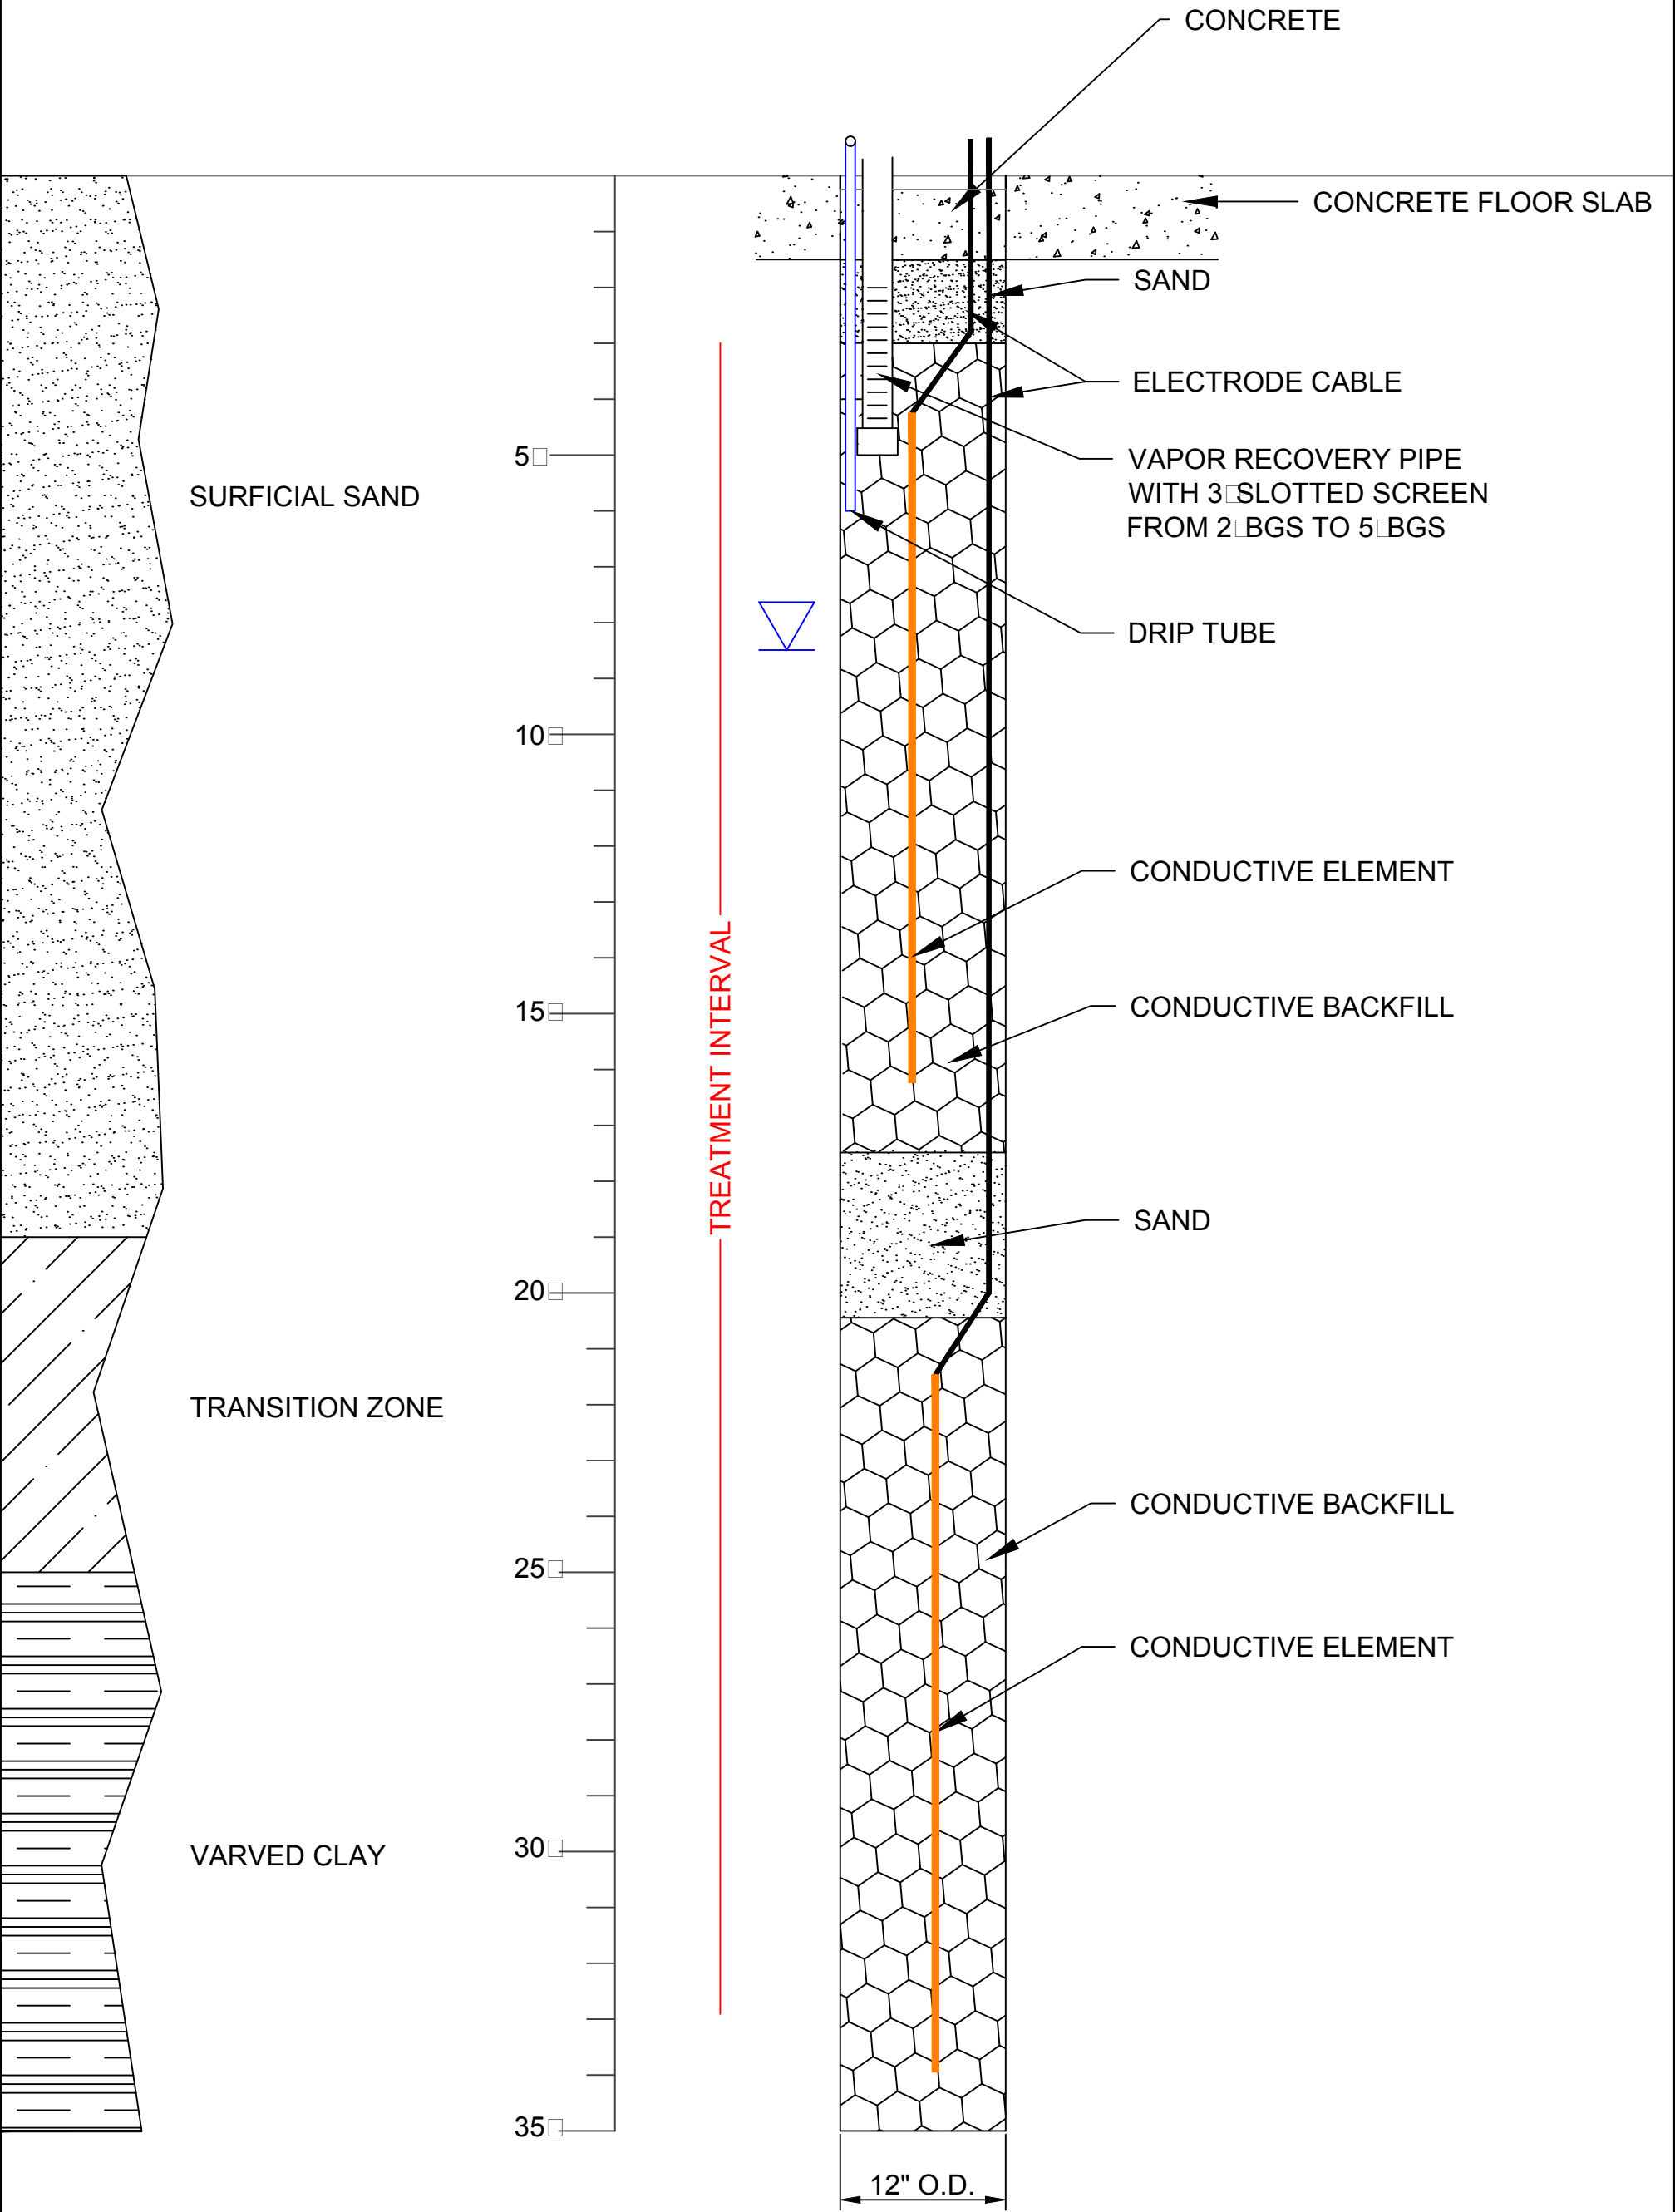 CONCRETE
CONCRETE FLOOR SLAB
SAND
ELECTRODE CABLE
5□
VAPOR RECOVERY PIPE
WITH 3□SLOTTED SCREEN
FROM 2□BGS TO 5□BGS
SURFICIAL SAND
DRIP TUBE
10□
CONDUCTIVE ELEMENT
15□
CONDUCTIVE BACKFILL
TREATMENT INTERVAL
SAND
20□
TRANSITION ZONE
CONDUCTIVE BACKFILL
25□
CONDUCTIVE ELEMENT
30□
VARVED CLAY
35□
12" O.D.